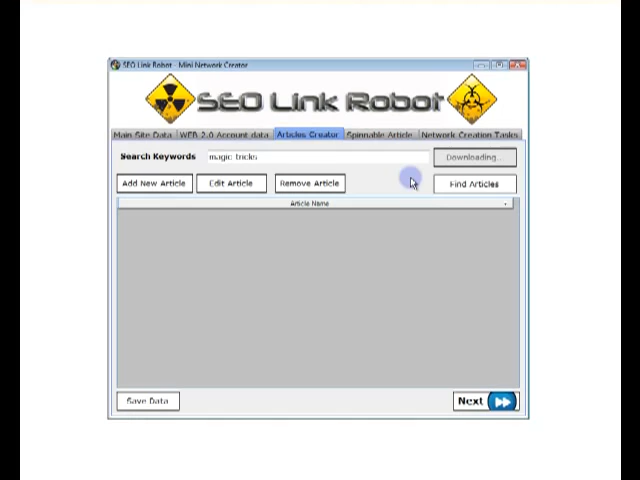 SEO Link Robot - Mini Network Creator
SEO Link Robot
Main Site Data WEB 2.0 Account data Articles Creator Spinnable Article Network Creation Tasks
Search Keywords magic tricks Downloading...
Add New Article Edit Article Remove Article Find Articles
Article Name
Save Data Next